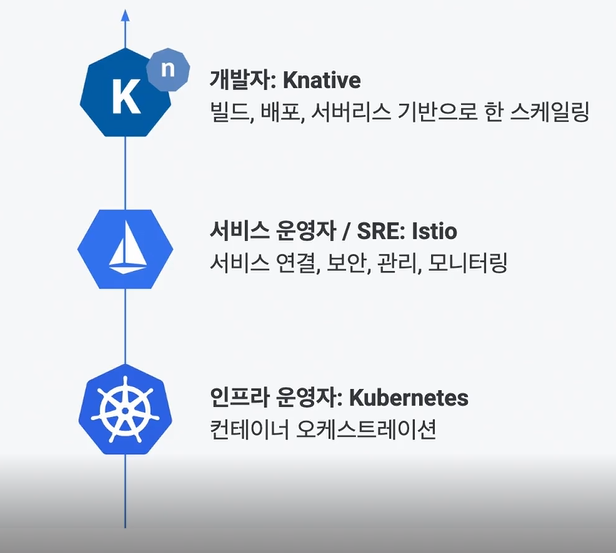 K
n
개발자: Knative
빌드, 배포, 서버리스 기반으로 한 스케일링
서비스 운영자 / SRE: Istio
서비스 연결, 보안, 관리, 모니터링
인프라 운영자: Kubernetes
컨테이너 오케스트레이션